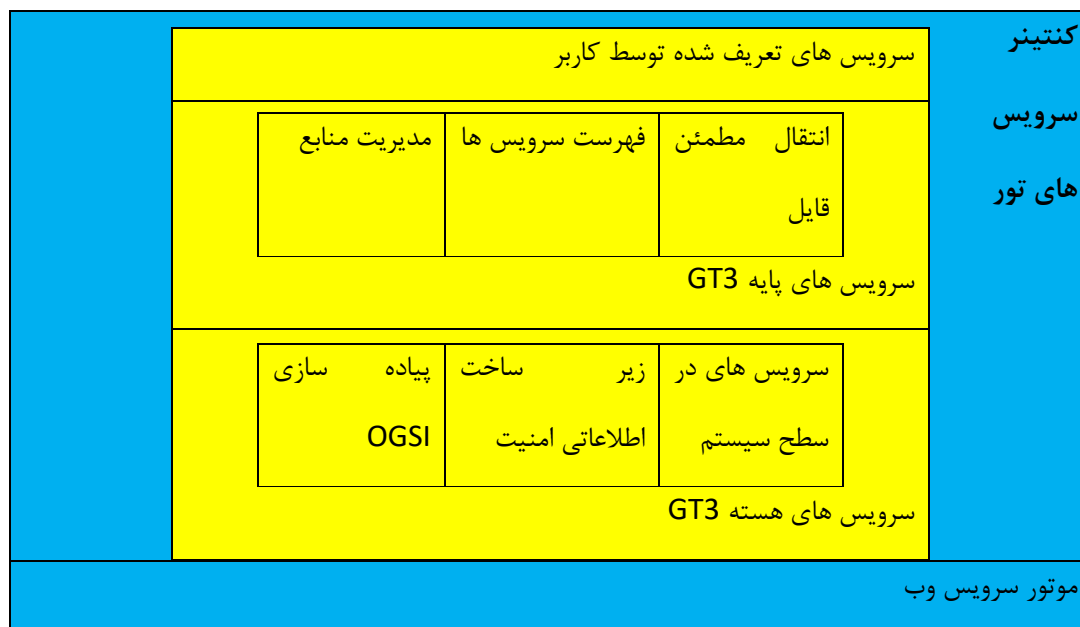 کنتینر
سرویس
های تور
سرویس های تعریف شده توسط کاربر
انتقال مطمئن
قایل
فهرست سرویس ها
مدیریت منابع
سرویس های پایه GT3
سرویس های در
سطح سیستم
زیر ساخت
اطلاعاتی امنیت
پیاده سازی
OGSI
سرویس های هسته GT3
موتور سرویس وب